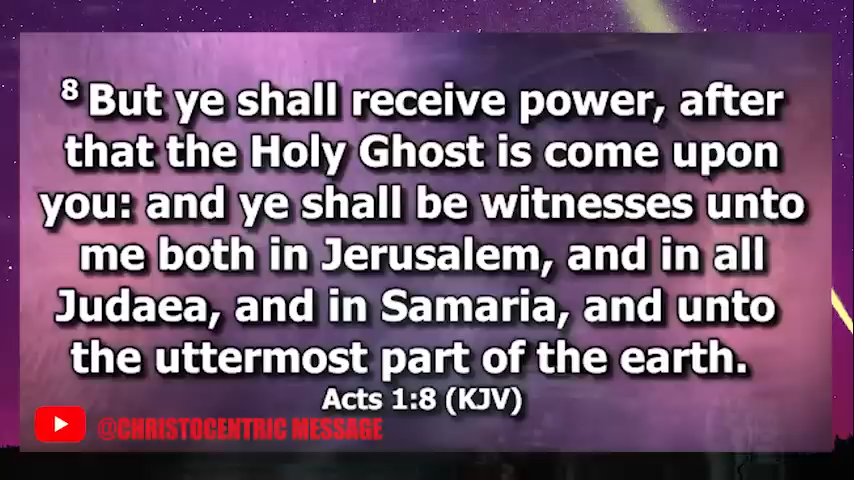 8 But ye shall receive power, after
that the Holy Ghost is come upon
you: and ye shall be witnesses unto
me both in Jerusalem, and in all
Judaea, and in Samaria, and unto
the uttermost part of the earth.
Acts 1:8 (KJV)
@CHRISTOCENTRIC MESSAGE